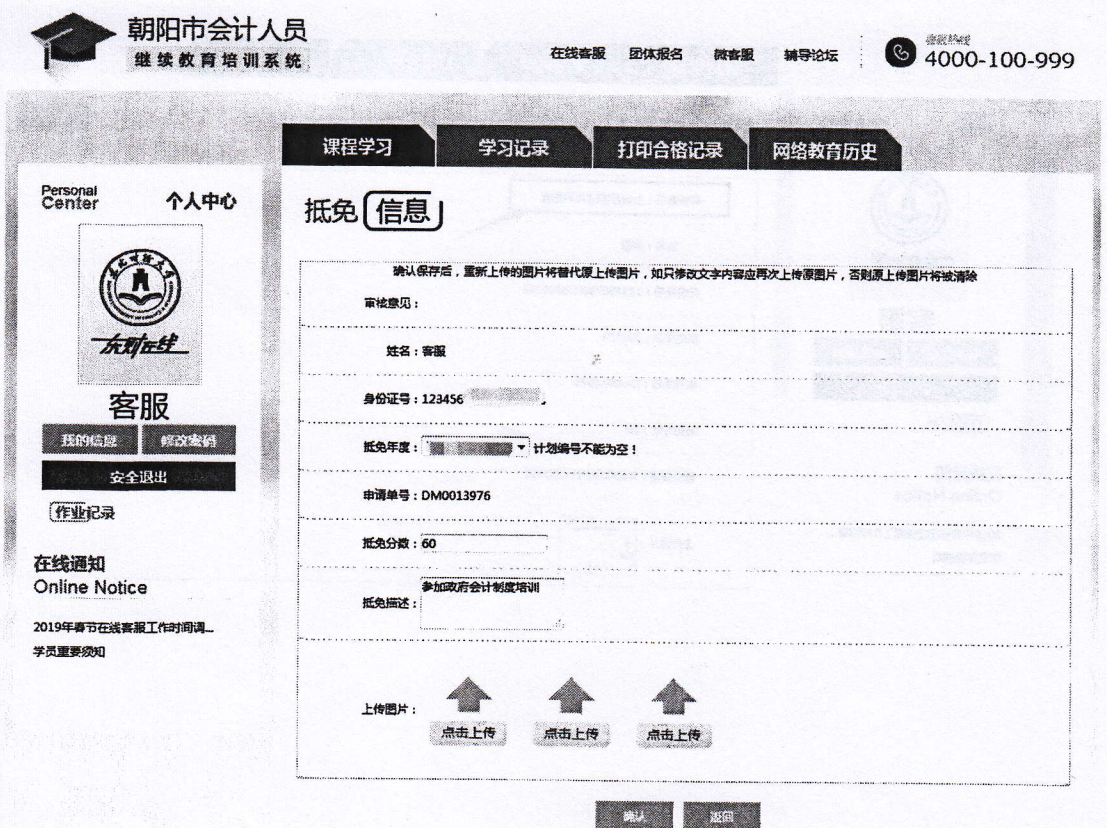 朝阳市会计人员
继续教育培训系统
在线客服 团体报名 微客服 辅导论坛
4000-100-999
课程学习 学习记录 打印合格记录 网络教育历史
Personal
Center 个人中心
抵免信息
确认保存后，重新上传的图片将替代原上传图片，如只修改文字内容应再次上传原图片，否则原上传图片将被清除
审核意见：
姓名：客服
身份证号：123456
抵免年度： 计划编号不能为空！
申请单号：DM0013976
抵免分数：60
抵免描述：参加政府会计制度培训
上传图片：
点击上传 点击上传 点击上传
确认 返回
东财在线
客服
我的信息 修改密码
安全退出
作业记录
在线通知
Online Notice
2019年春节在线客服工作时间调...
学员重要须知